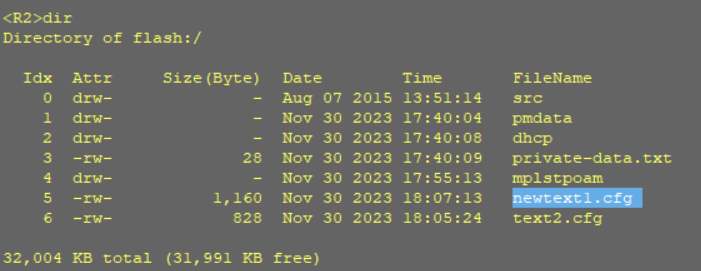 <R2>dir
Directory of flash:/
Idx Attr Size(Byte) Date Time FileName
0 drw- - Aug 07 2015 13:51:14 src
1 drw- - Nov 30 2023 17:40:04 pmdata
2 drw- - Nov 30 2023 17:40:08 dhcp
3 -rw- 28 Nov 30 2023 17:40:09 private-data.txt
4 drw- - Nov 30 2023 17:55:13 mplstpoam
5 -rw- 1,160 Nov 30 2023 18:07:13 newtext1.cfg
6 -rw- 828 Nov 30 2023 18:05:24 text2.cfg
32,004 KB total (31,991 KB free)